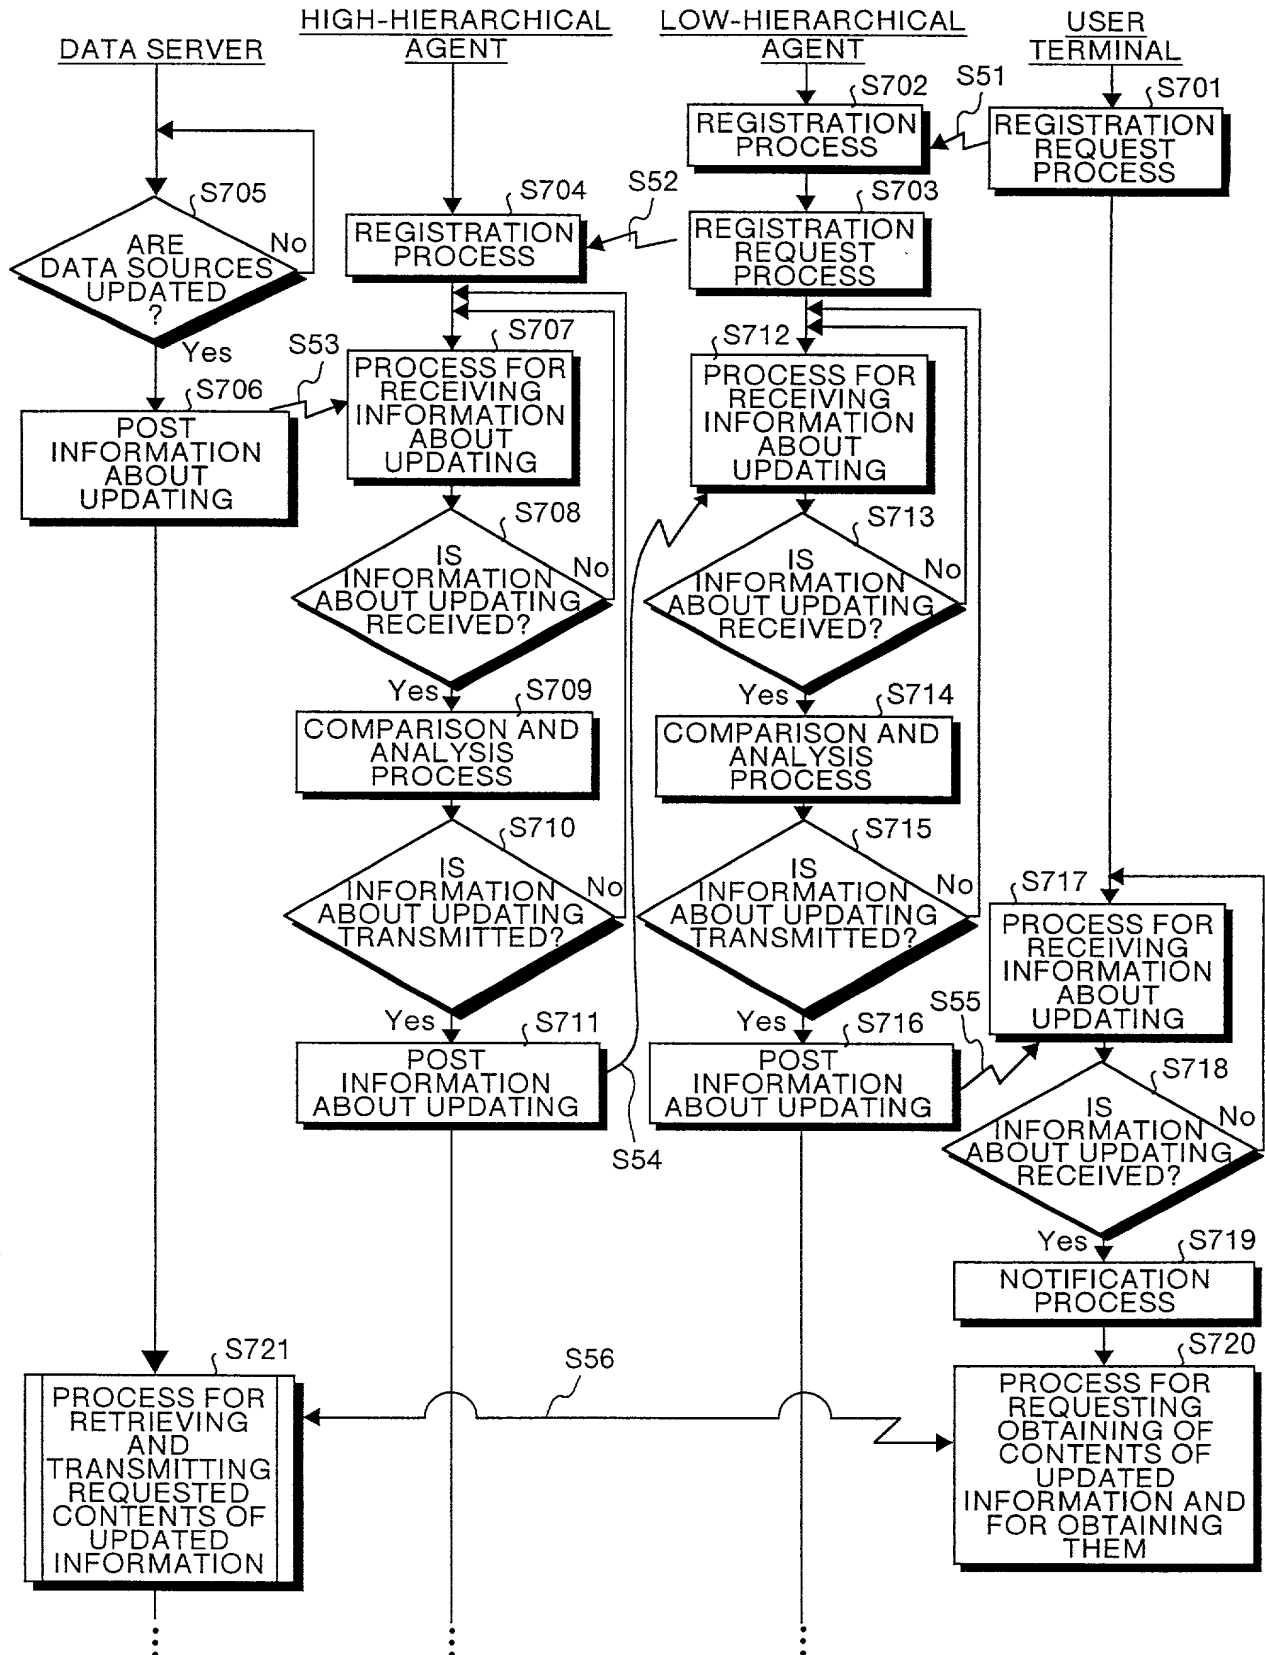 DATA SERVER
HIGH-HIERARCHICAL
AGENT
LOW-HIERARCHICAL
AGENT
USER
TERMINAL
S702
REGISTRATION
PROCESS
S51
S701
REGISTRATION
REQUEST
PROCESS
S705
ARE
DATA SOURCES
UPDATED
?
No
Yes
S704
REGISTRATION
PROCESS
S52
S703
REGISTRATION
REQUEST
PROCESS
S706
POST
INFORMATION
ABOUT
UPDATING
S53
S707
PROCESS FOR
RECEIVING
INFORMATION
ABOUT
UPDATING
S712
PROCESS FOR
RECEIVING
INFORMATION
ABOUT
UPDATING
S708
IS
INFORMATION
ABOUT UPDATING
RECEIVED?
No
Yes
S713
IS
INFORMATION
ABOUT UPDATING
RECEIVED?
No
Yes
S709
COMPARISON AND
ANALYSIS
PROCESS
S714
COMPARISON AND
ANALYSIS
PROCESS
S710
IS
INFORMATION
ABOUT UPDATING
TRANSMITTED?
No
Yes
S715
IS
INFORMATION
ABOUT UPDATING
TRANSMITTED?
No
Yes
S717
PROCESS FOR
RECEIVING
INFORMATION
ABOUT
UPDATING
S711
POST
INFORMATION
ABOUT UPDATING
S54
S716
POST
INFORMATION
ABOUT UPDATING
S55
S718
IS
INFORMATION
ABOUT UPDATING
RECEIVED?
No
Yes
S719
NOTIFICATION
PROCESS
S721
PROCESS FOR
RETRIEVING
AND
TRANSMITTING
REQUESTED
CONTENTS OF
UPDATED
INFORMATION
S56
S720
PROCESS FOR
REQUESTING
OBTAINING OF
CONTENTS OF
UPDATED
INFORMATION AND
FOR OBTAINING
THEM